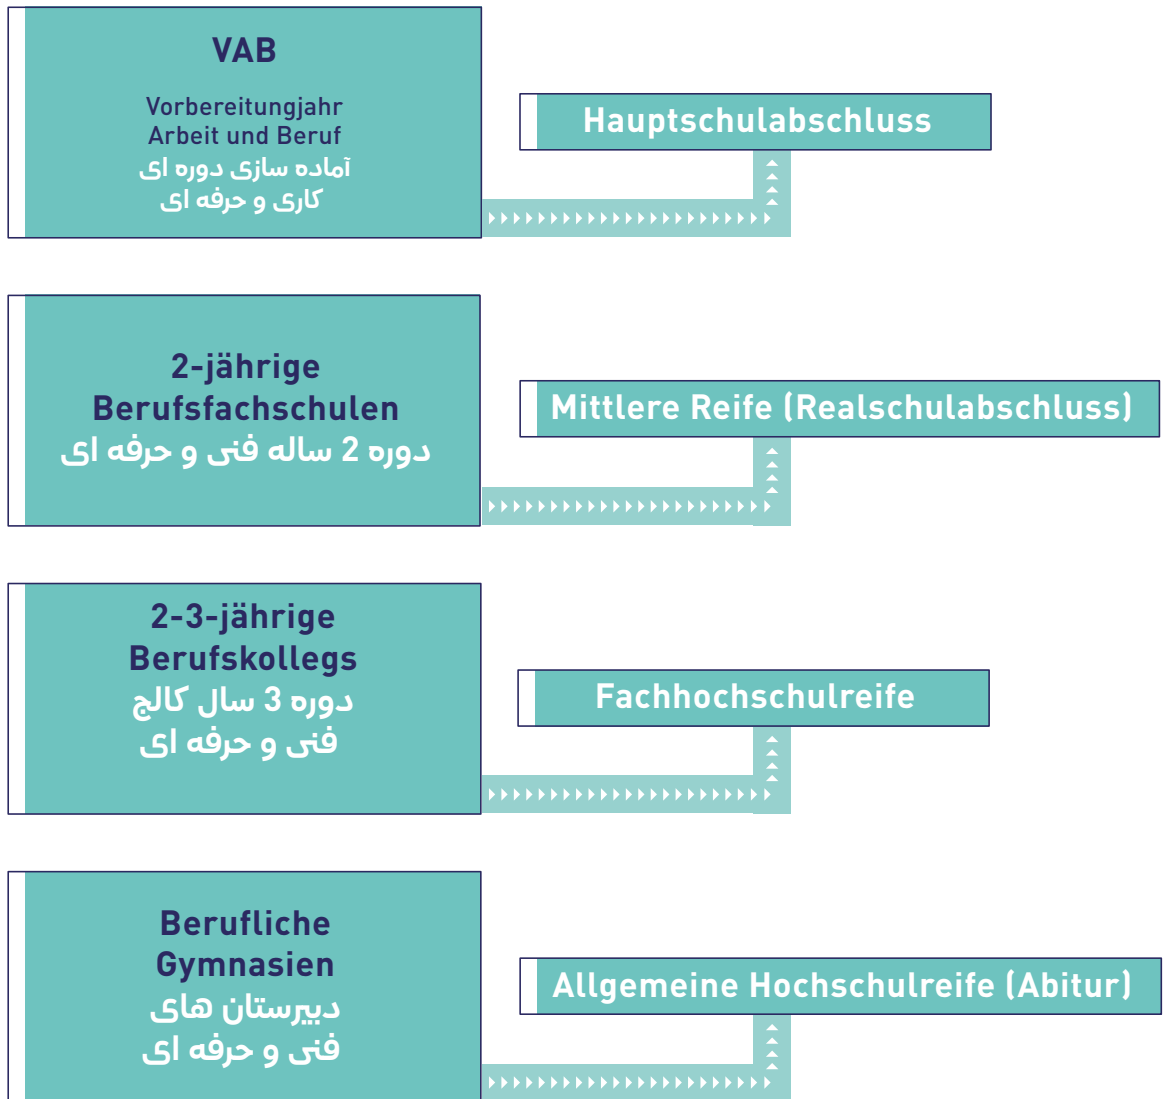 VAB
Vorbereitungjahr
Arbeit und Beruf
آماده سازی دوره ای
کاری و حرفه ای
Hauptschulabschluss
2-jährige
Berufsfachschulen
دوره 2 ساله فنی و حرفه ای
Mittlere Reife (Realschulabschluss)
2-3-jährige
Berufskollegs
دوره 3 سال کالج
فنی و حرفه ای
Fachhochschulreife
Berufliche
Gymnasien
دبیرستان های
فنی و حرفه ای
Allgemeine Hochschulreife (Abitur)